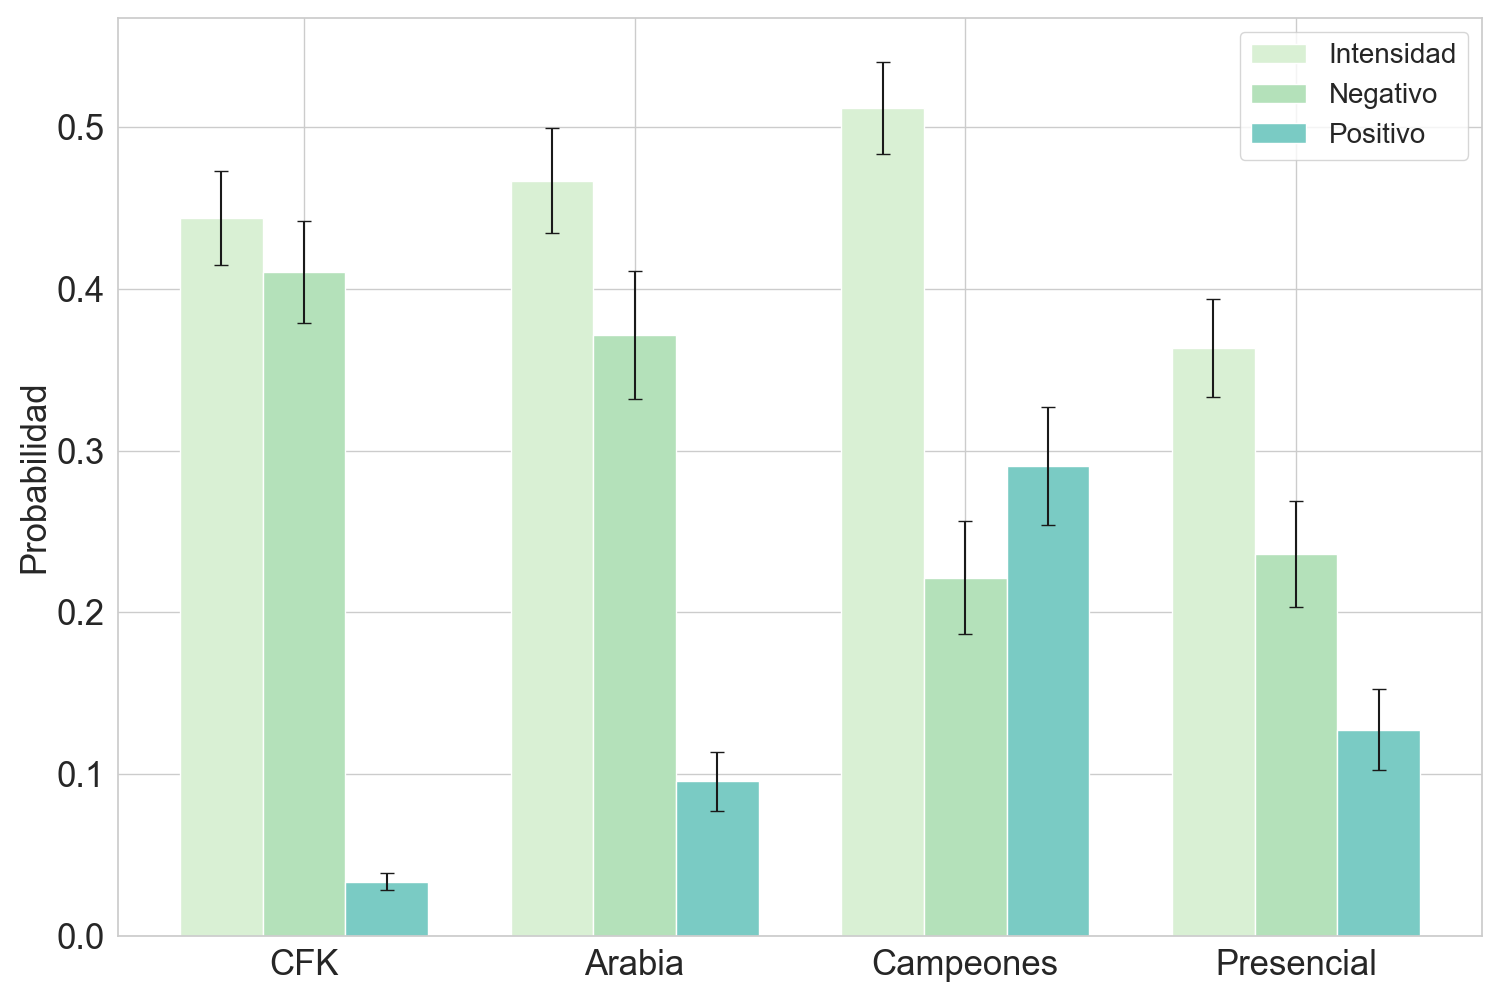 Intensidad
Negativo
Positivo
Probabilidad
0.5
0.4
0.3
0.2
0.1
0.0
CFK Arabia Campeones Presencial